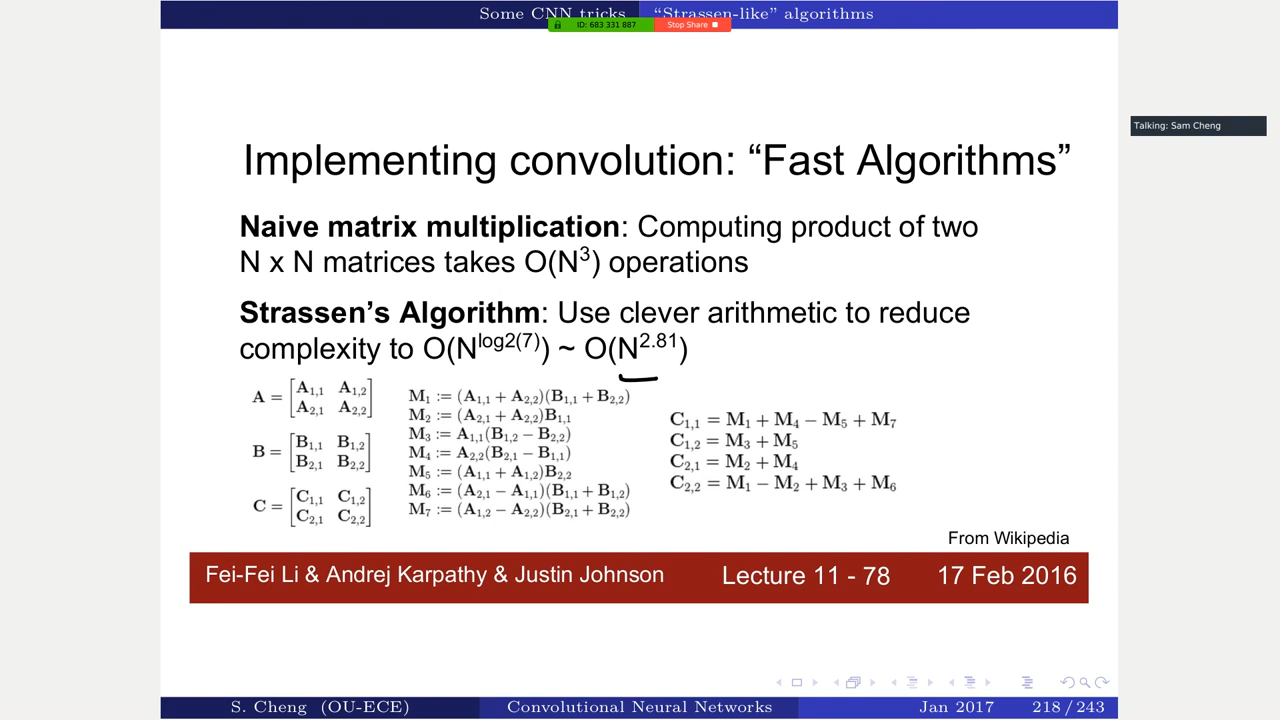 Some CNN tricks “Strassen-like” algorithms
ID: 683 331 887 Stop Share
Talking: Sam Cheng
Implementing convolution: “Fast Algorithms”
Naive matrix multiplication: Computing product of two
N x N matrices takes O(N³) operations
Strassen’s Algorithm: Use clever arithmetic to reduce
complexity to O(N^log2(7)) ~ O(N^2.81)
A = [A1,1 A1,2
A2,1 A2,2]
B = [B1,1 B1,2
B2,1 B2,2]
C = [C1,1 C1,2
C2,1 C2,2]
M1 := (A1,1 + A2,2)(B1,1 + B2,2)
M2 := (A2,1 + A2,2)B1,1
M3 := A1,1(B1,2 − B2,2)
M4 := A2,2(B2,1 − B1,1)
M5 := (A1,1 + A1,2)B2,2
M6 := (A2,1 − A1,1)(B1,1 + B1,2)
M7 := (A1,2 − A2,2)(B2,1 + B2,2)
C1,1 = M1 + M4 − M5 + M7
C1,2 = M3 + M5
C2,1 = M2 + M4
C2,2 = M1 − M2 + M3 + M6
From Wikipedia
Fei-Fei Li & Andrej Karpathy & Justin Johnson Lecture 11 - 78 17 Feb 2016
S. Cheng (OU-ECE) Convolutional Neural Networks Jan 2017 218 / 243